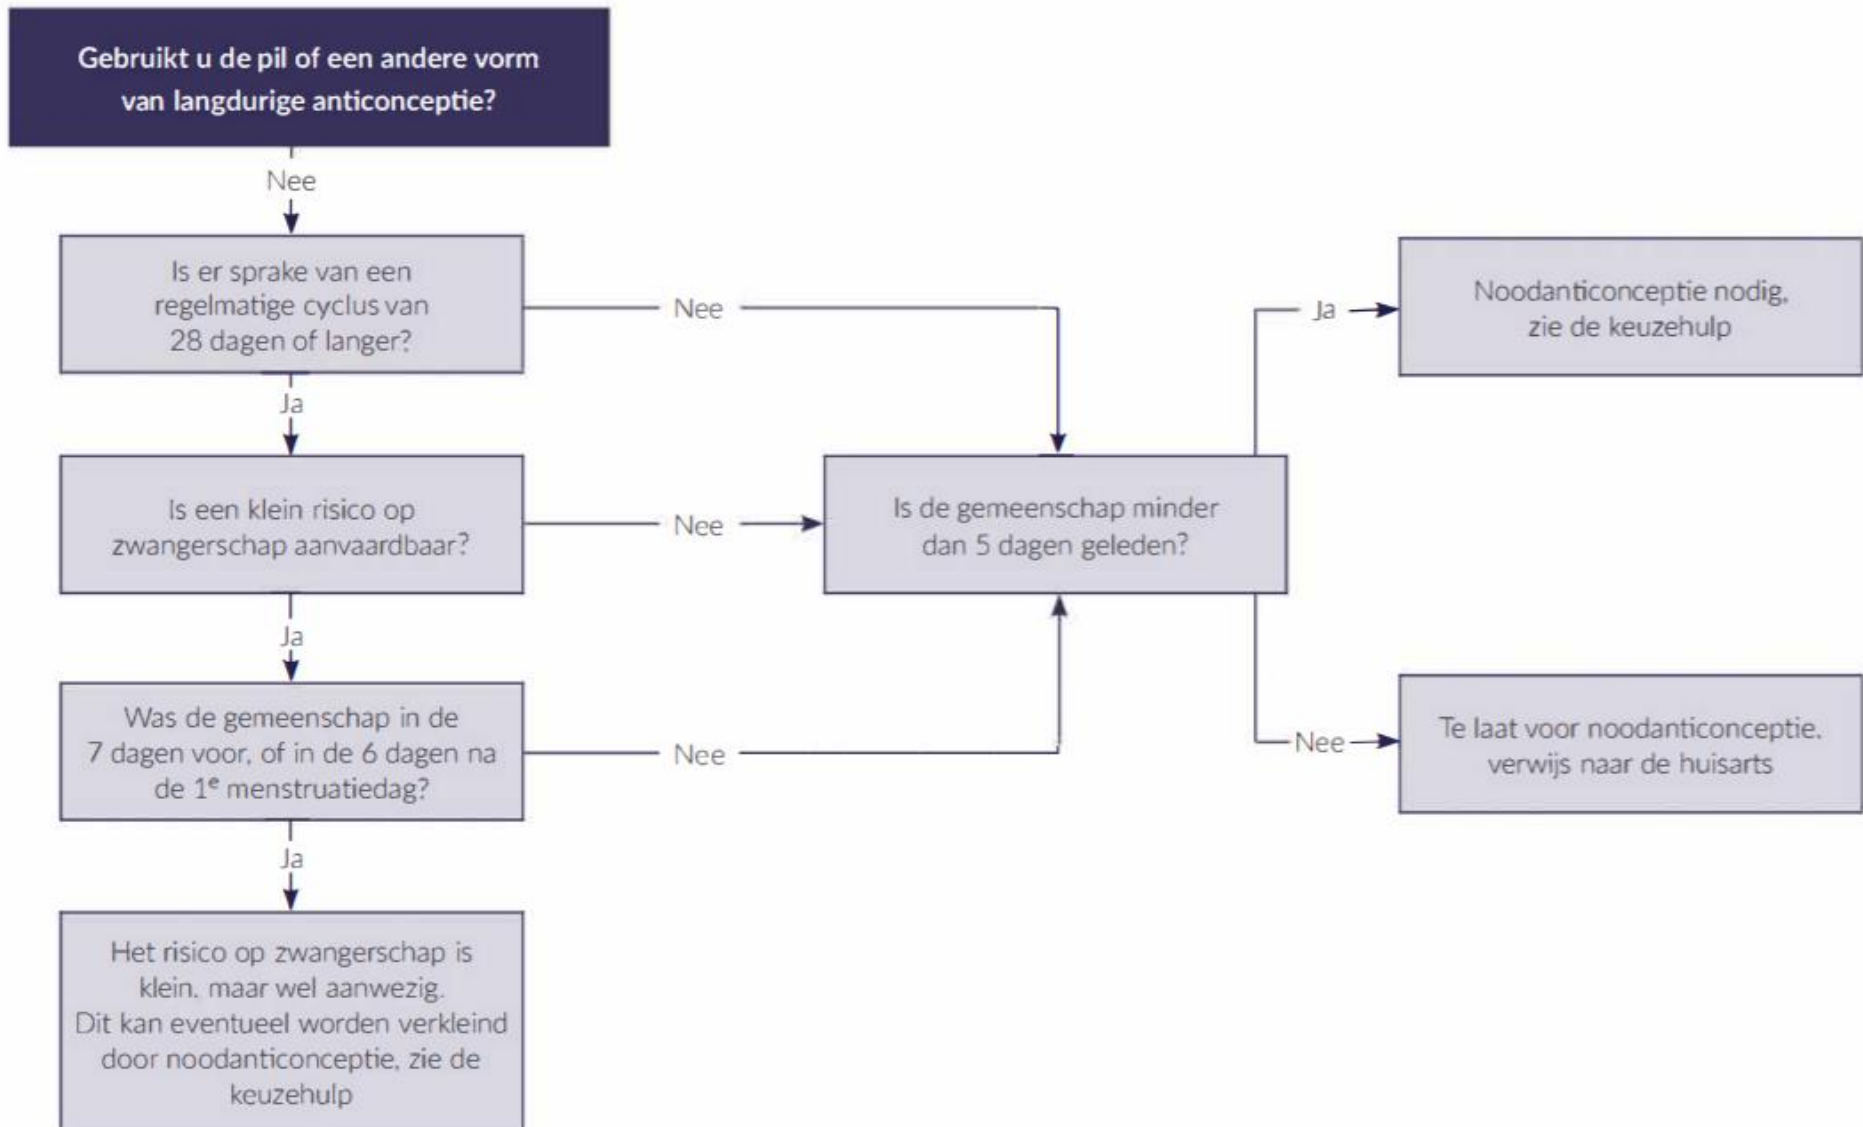 Gebruikt u de pil of een andere vorm
van langdurige anticonceptie?
Nee
Is er sprake van een
regelmatige cyclus van
28 dagen of langer?
Nee
Ja
Is een klein risico op
zwangerschap aanvaardbaar?
Nee
Ja
Was de gemeenschap in de
7 dagen voor, of in de 6 dagen na
de 1e menstruatiedag?
Nee
Ja
Het risico op zwangerschap is
klein, maar wel aanwezig.
Dit kan eventueel worden verkleind
door noodanticonceptie, zie de
keuzehulp
Is de gemeenschap minder
dan 5 dagen geleden?
Ja
Noodanticonceptie nodig,
zie de keuzehulp
Nee
Te laat voor noodanticonceptie,
verwijs naar de huisarts